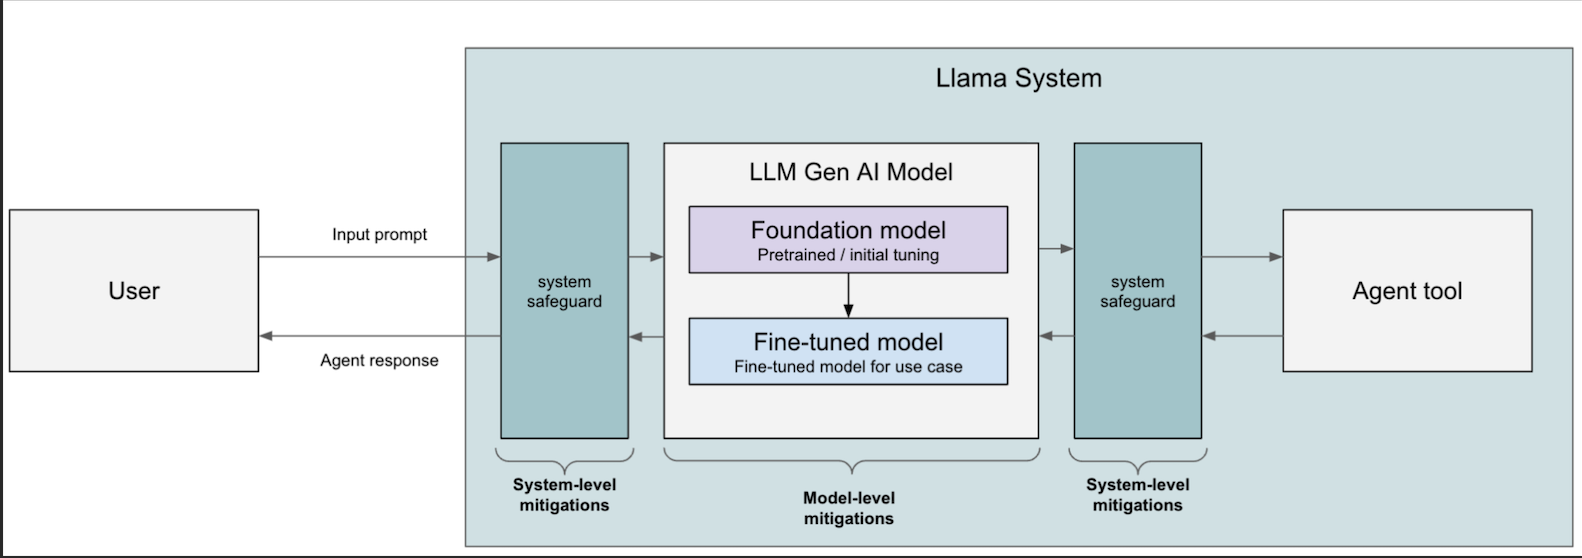 Llama System
LLM Gen AI Model
Foundation model
Pretrained / initial tuning
Input prompt
User
system
safeguard
system
safeguard
Agent tool
Fine-tuned model
Fine-tuned model for use case
Agent response
System-level
mitigations
Model-level
mitigations
System-level
mitigations